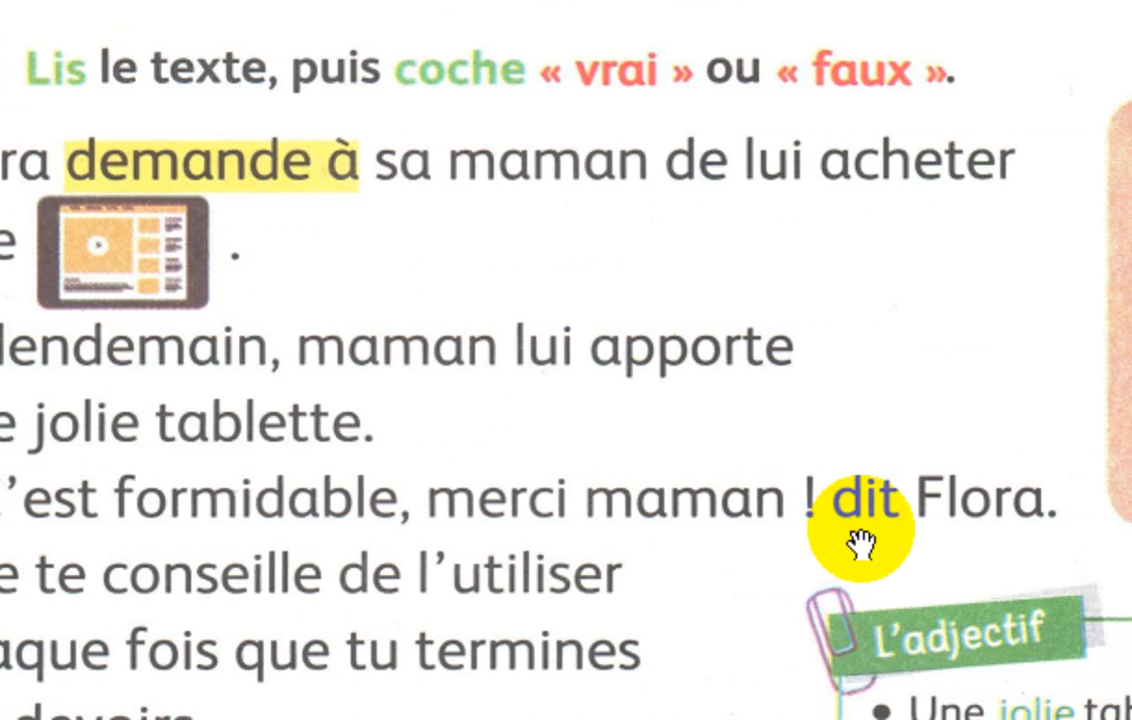 Lis le texte, puis coche « vrai » ou « faux ».
ra demande à sa maman de lui acheter
e .
lendemain, maman lui apporte
e jolie tablette.
'est formidable, merci maman ! dit Flora.
e te conseille de l'utiliser
aque fois que tu termines
L'adjectif
devoirs
• Une jolie tab